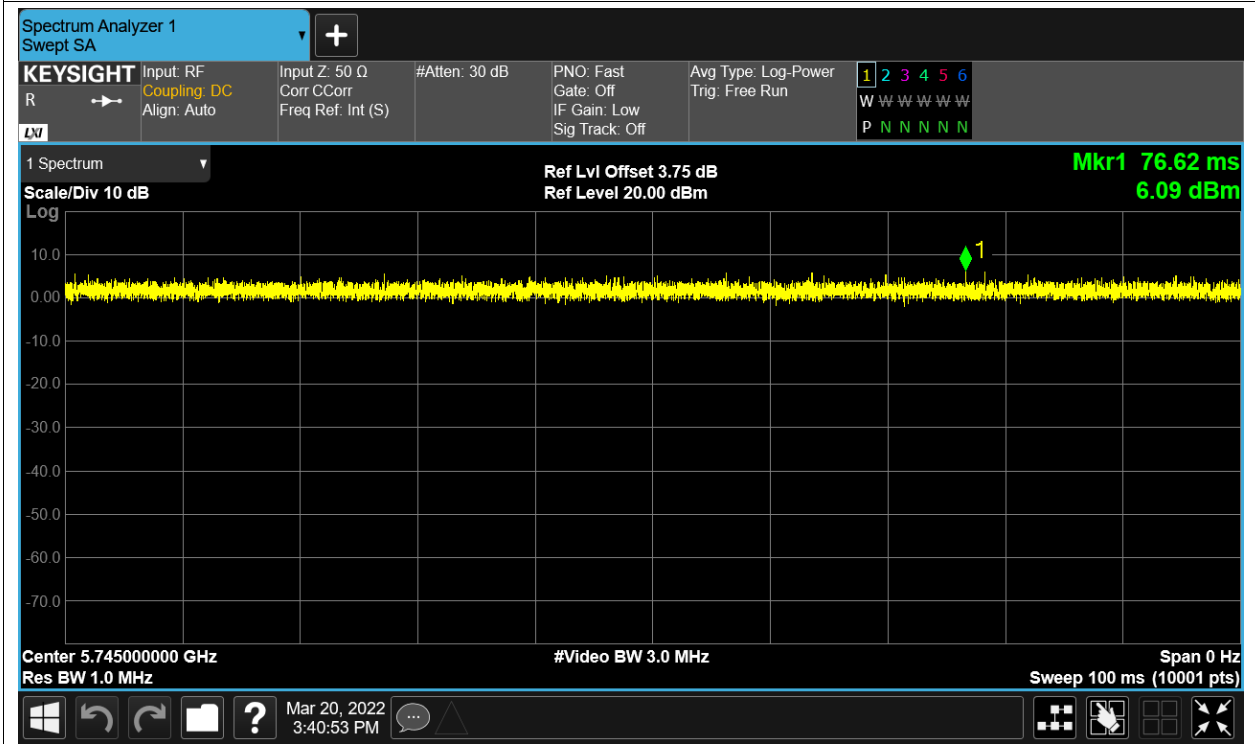 Spectrum Analyzer 1
Swept SA
KEYSIGHT
R
LXI
Input: RF
Coupling: DC
Align: Auto
Input Z: 50 Ω
Corr CCorr
Freq Ref: Int (S)
#Atten: 30 dB
PNO: Fast
Gate: Off
IF Gain: Low
Sig Track: Off
Avg Type: Log-Power
Trig: Free Run
1 2 3 4 5 6
W W W W W W
P N N N N N
1 Spectrum
Scale/Div 10 dB
Ref Lvl Offset 3.75 dB
Ref Level 20.00 dBm
Mkr1 76.62 ms
6.09 dBm
Log
1
10.0
0.00
-10.0
-20.0
-30.0
-40.0
-50.0
-60.0
-70.0
Center 5.745000000 GHz
Res BW 1.0 MHz
#Video BW 3.0 MHz
Span 0 Hz
Sweep 100 ms (10001 pts)
?
Mar 20, 2022
3:40:53 PM